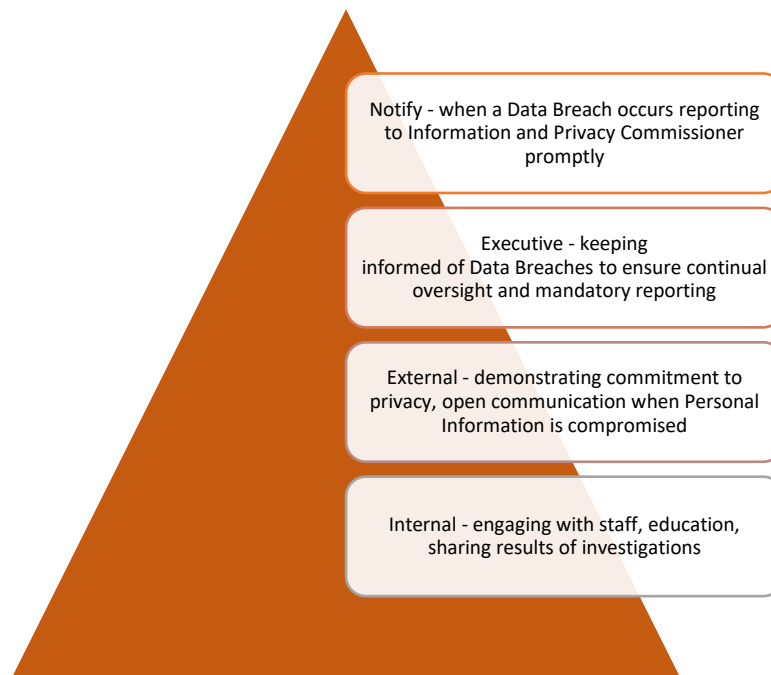 Notify - when a Data Breach occurs reporting
to Information and Privacy Commissioner
promptly
Executive - keeping
informed of Data Breaches to ensure continual
oversight and mandatory reporting
External - demonstrating commitment to
privacy, open communication when Personal
Information is compromised
Internal - engaging with staff, education,
sharing results of investigations